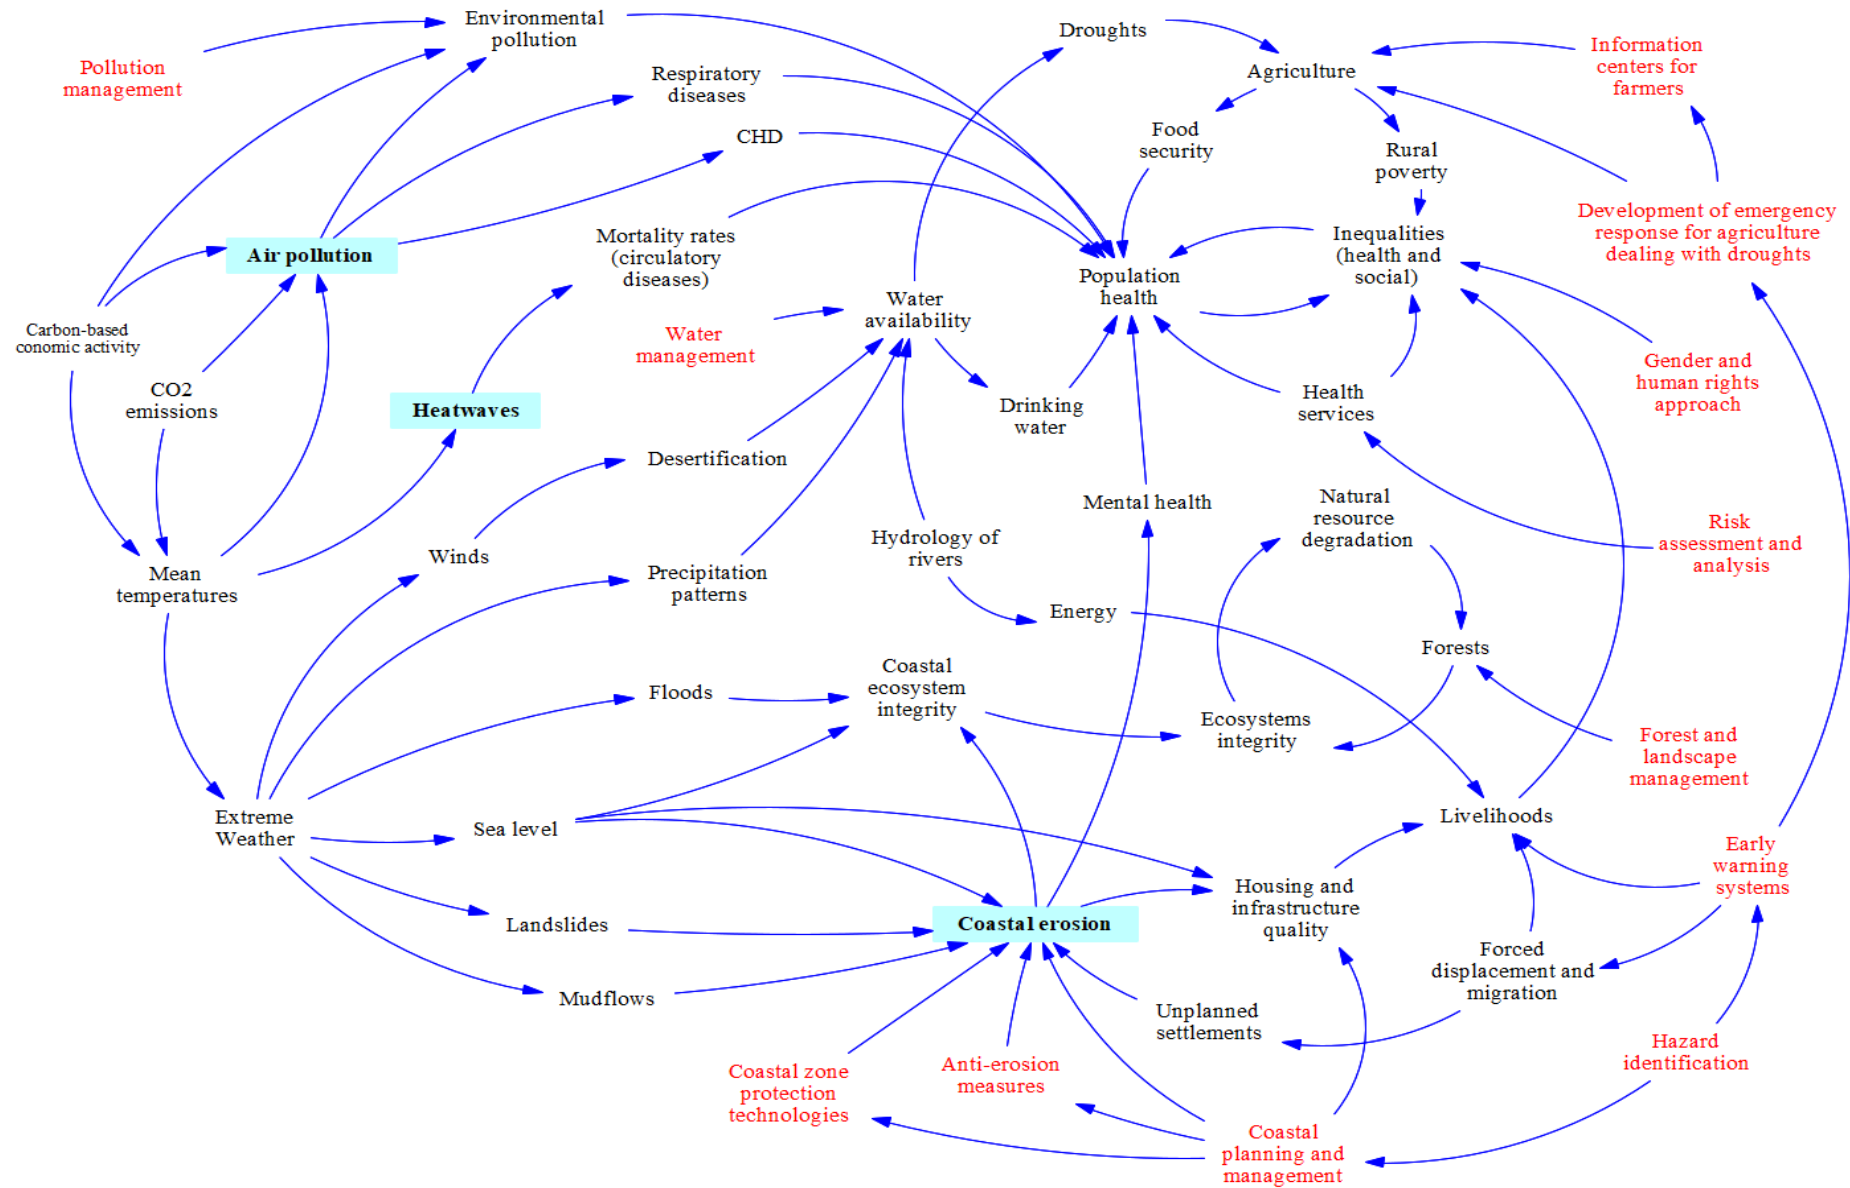 Environmental
pollution
Droughts
Pollution
management
Respiratory
diseases
Agriculture
Information
centers for
farmers
CHD
Food
security
Rural
poverty
Air pollution
Mortality rates
(circulatory
diseases)
Population
health
Inequalities
(health and
social)
Development of emergency
response for agriculture
dealing with droughts
Carbon-based
conomic activity
Water
management
Water
availability
CO2
emissions
Heatwaves
Drinking
water
Health
services
Gender and
human rights
approach
Desertification
Mental health
Natural
resource
degradation
Risk
assessment and
analysis
Winds
Hydrology of
rivers
Mean
temperatures
Precipitation
patterns
Energy
Forests
Floods
Coastal
ecosystem
integrity
Ecosystems
integrity
Forest and
landscape
management
Extreme
Weather
Sea level
Livelihoods
Early
warning
systems
Landslides
Coastal erosion
Housing and
infrastructure
quality
Forced
displacement and
migration
Mudflows
Unplanned
settlements
Hazard
identification
Coastal zone
protection
technologies
Anti-erosion
measures
Coastal
planning and
management